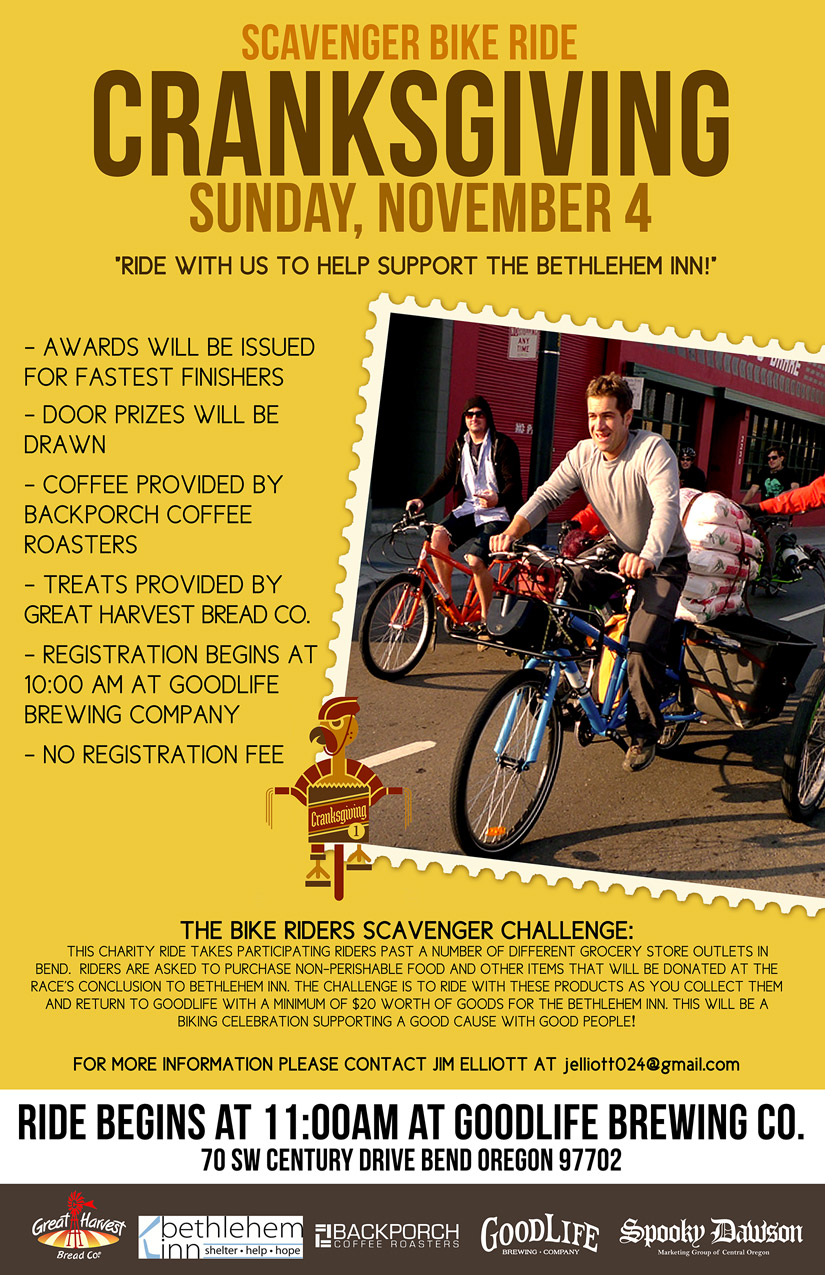 SCAVENGER BIKE RIDE
CRANKSGIVING
SUNDAY, NOVEMBER 4
"RIDE WITH US TO HELP SUPPORT THE BETHLEHEM INN!"
- AWARDS WILL BE ISSUED
FOR FASTEST FINISHERS
- DOOR PRIZES WILL BE
DRAWN
- COFFEE PROVIDED BY
BACKPORCH COFFEE
ROASTERS
- TREATS PROVIDED BY
GREAT HARVEST BREAD CO.
- REGISTRATION BEGINS AT
10:00 AM AT GOODLIFE
BREWING COMPANY
- NO REGISTRATION FEE
ANY
TIME
Cranksgiving
1
THE BIKE RIDERS SCAVENGER CHALLENGE:
THIS CHARITY RIDE TAKES PARTICIPATING RIDERS PAST A NUMBER OF DIFFERENT GROCERY STORE OUTLETS IN
BEND. RIDERS ARE ASKED TO PURCHASE NON-PERISHABLE FOOD AND OTHER ITEMS THAT WILL BE DONATED AT THE
RACE'S CONCLUSION TO BETHLEHEM INN. THE CHALLENGE IS TO RIDE WITH THESE PRODUCTS AS YOU COLLECT THEM
AND RETURN TO GOODLIFE WITH A MINIMUM OF $20 WORTH OF GOODS FOR THE BETHLEHEM INN. THIS WILL BE A
BIKING CELEBRATION SUPPORTING A GOOD CAUSE WITH GOOD PEOPLE!
FOR MORE INFORMATION PLEASE CONTACT JIM ELLIOTT AT jelliott024@gmail.com
RIDE BEGINS AT 11:00AM AT GOODLIFE BREWING CO.
70 SW CENTURY DRIVE BEND OREGON 97702
Great Harvest
Bread Co.
bethlehem
inn shelter • help • hope
BACKPORCH
COFFEE ROASTERS
GOODLIFE
BREWING • COMPANY
Spooky Dawson
Marketing Group of Central Oregon